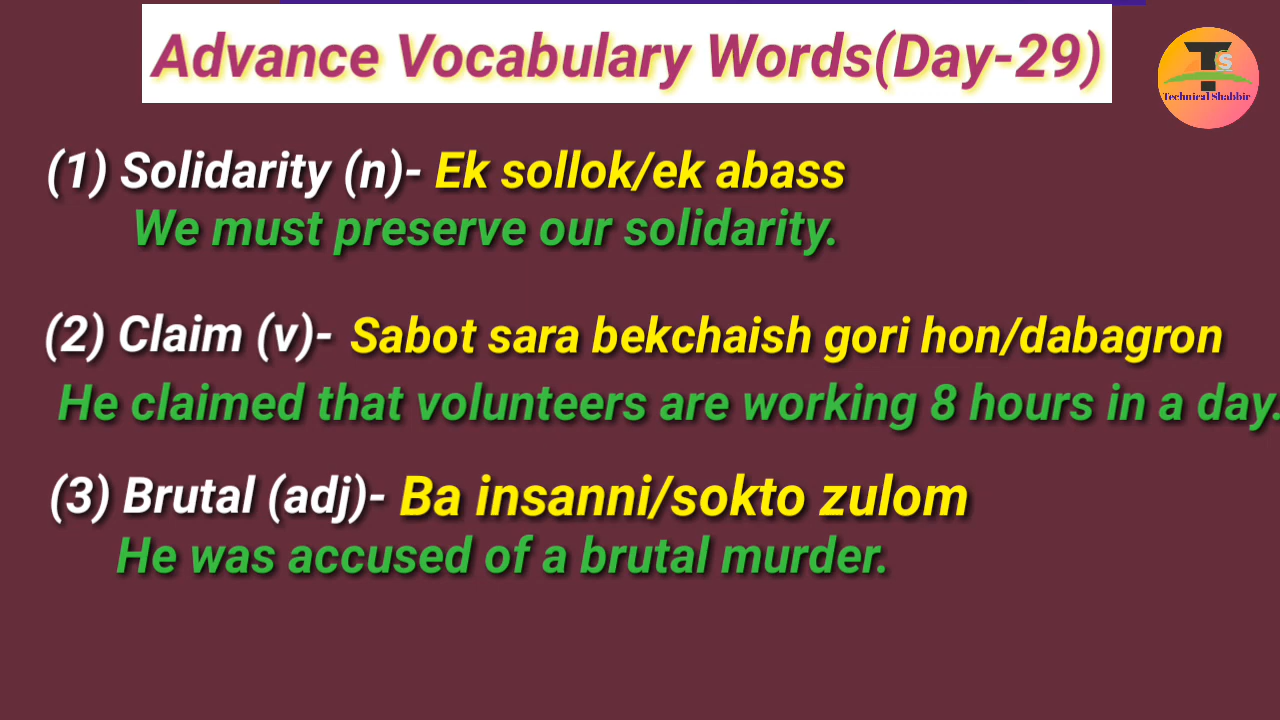 Advance Vocabulary Words(Day-29)
TS
Technical Shabbir
(1) Solidarity (n)- Ek sollok/ek abass
We must preserve our solidarity.
(2) Claim (v)- Sabot sara bekchaish gori hon/dabagron
He claimed that volunteers are working 8 hours in a day.
(3) Brutal (adj)- Ba insanni/sokto zulom
He was accused of a brutal murder.